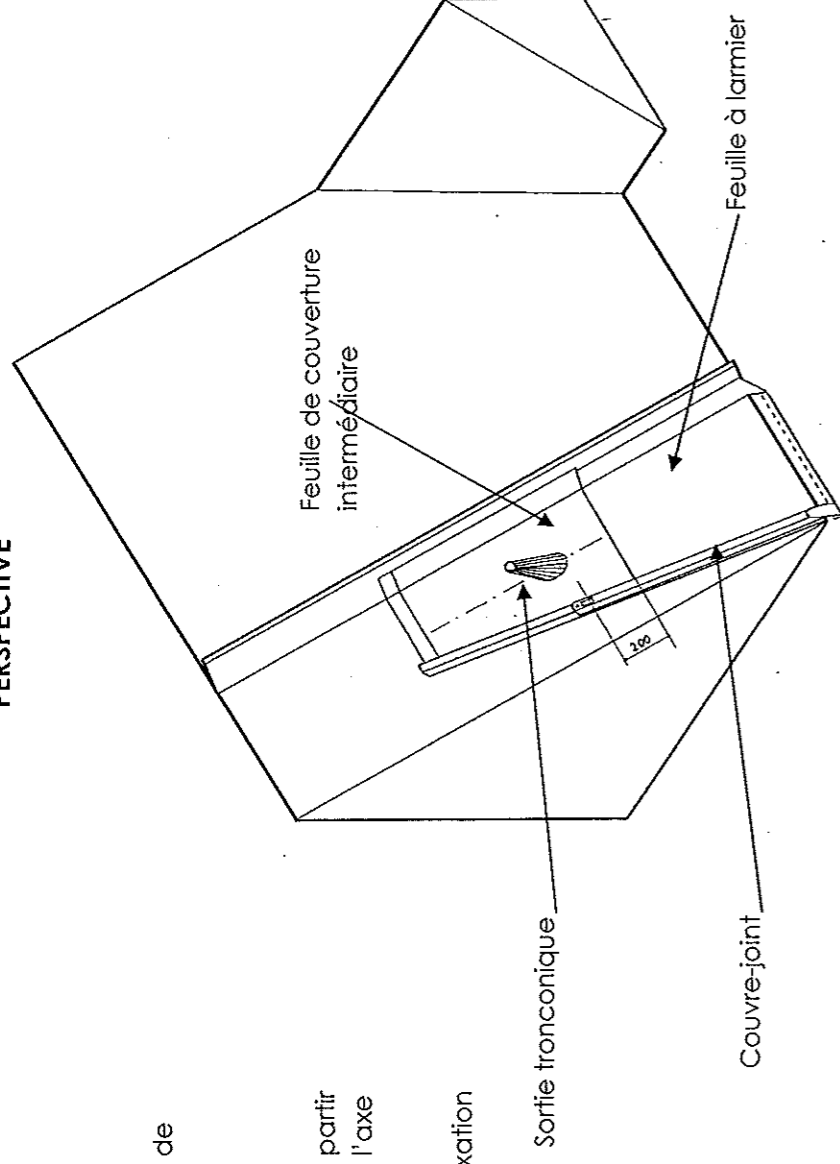 PERSPECTIVE
de
partir
l'axe
xation
Feuille de couverture
intermédiaire
Feuille à larmier
200
Sortie tronconique
Couvre-joint